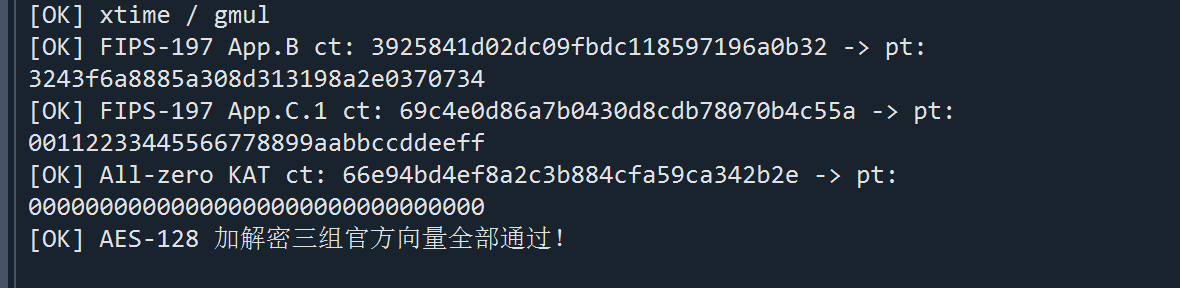 [OK] xtime / gmul
[OK] FIPS-197 App.B ct: 3925841d02dc09fbdc118597196a0b32 -> pt:
3243f6a8885a308d313198a2e0370734
[OK] FIPS-197 App.C.1 ct: 69c4e0d86a7b0430d8cdb78070b4c55a -> pt:
00112233445566778899aabbccddeeff
[OK] All-zero KAT ct: 66e94bd4ef8a2c3b884cfa59ca342b2e -> pt:
00000000000000000000000000000000
[OK] AES-128 加解密三组官方向量全部通过!